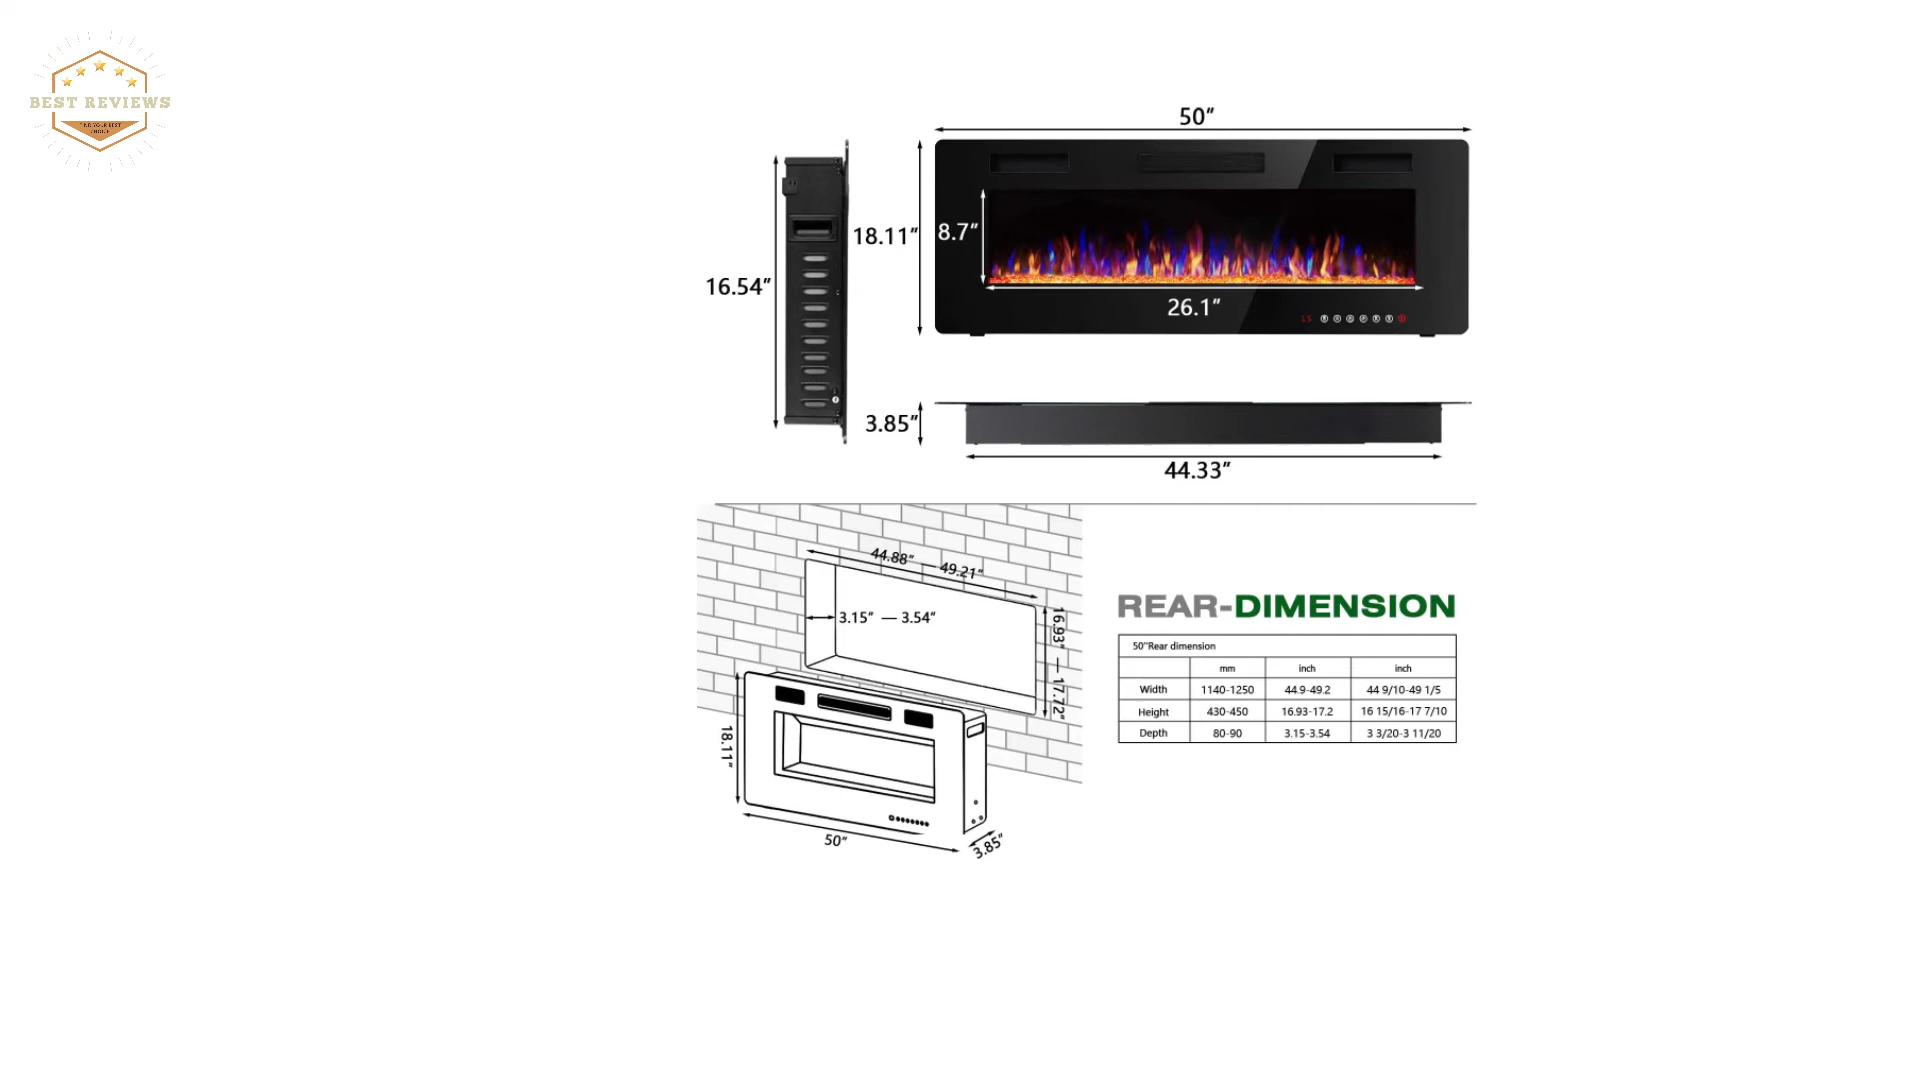 BEST REVIEWS
50"
18.11"
8.7"
16.54"
26.1"
15
3.85"
44.33"
44.88" — 49.21"
3.15" — 3.54"
16.93" — 17.72"
18.11"
50"
3.85"
REAR-DIMENSION
50''Rear dimension
mm inch inch
Width 1140-1250 44.9-49.2 44 9/10-49 1/5
Height 430-450 16.93-17.2 16 15/16-17 7/10
Depth 80-90 3.15-3.54 3 3/20-3 11/20